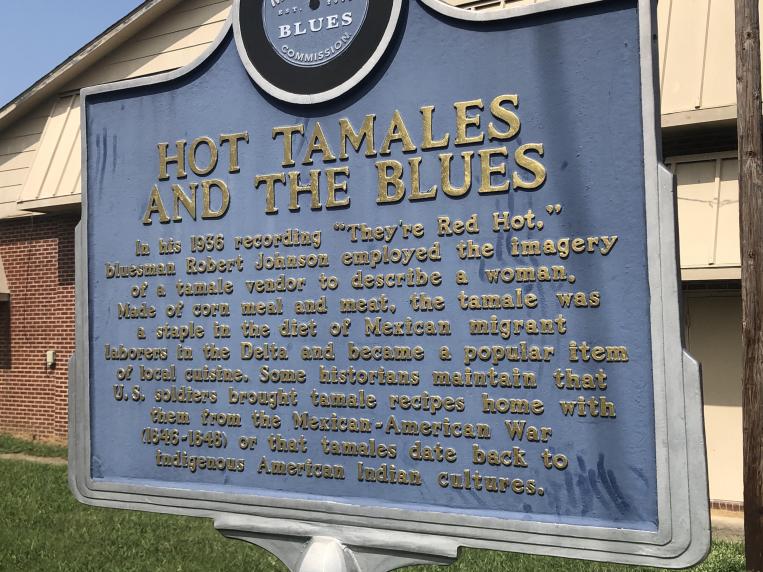 EST.
BLUES
COMMISSION
HOT TAMALES
AND THE BLUES
In his 1936 recording "They're Red Hot,"
bluesman Robert Johnson employed the imagery
of a tamale vendor to describe a woman.
Made of corn meal and meat, the tamale was
a staple in the diet of Mexican migrant
laborers in the Delta and became a popular item
of local cuisine. Some historians maintain that
U.S. soldiers brought tamale recipes home with
them from the Mexican-American War
(1846-1848) or that tamales date back to
indigenous American Indian cultures.